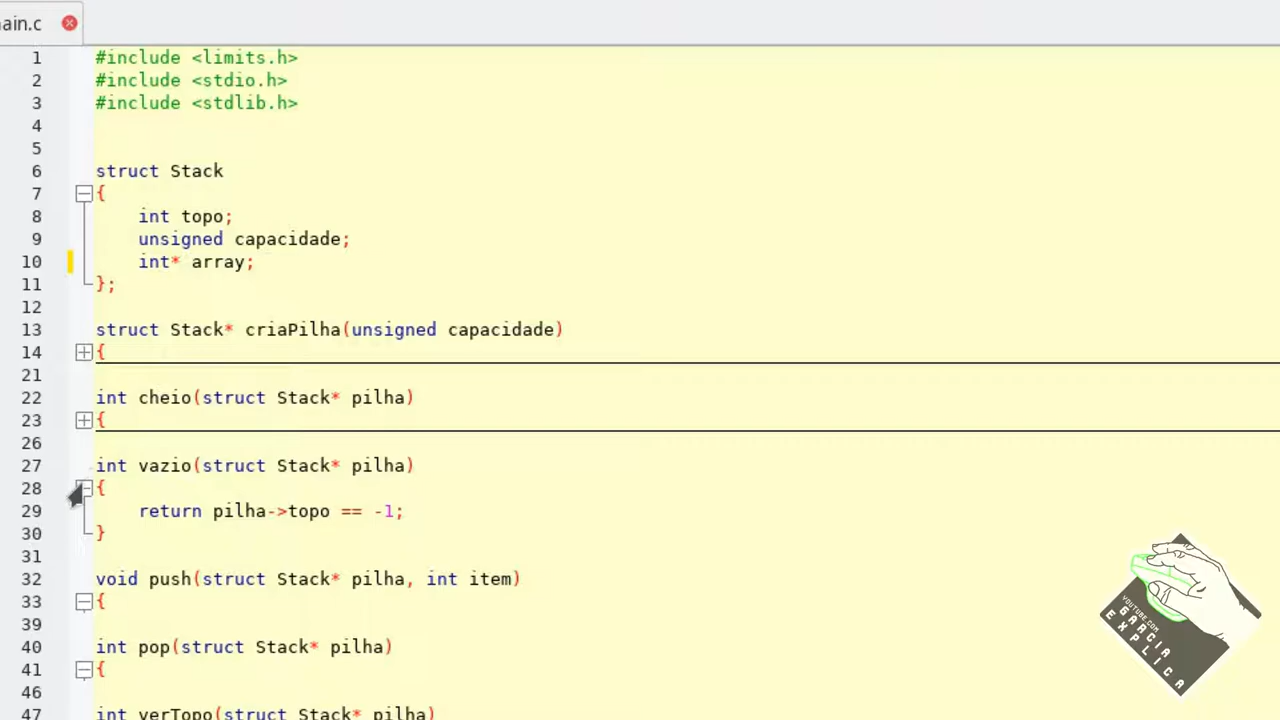 ain.c
1 #include <limits.h>
2 #include <stdio.h>
3 #include <stdlib.h>
4
5
6 struct Stack
7 {
8 int topo;
9 unsigned capacidade;
10 int* array;
11 };
12
13 struct Stack* criaPilha(unsigned capacidade)
14 {
21
22 int cheio(struct Stack* pilha)
23 {
26
27 int vazio(struct Stack* pilha)
28 {
29 return pilha->topo == -1;
30 }
31
32 void push(struct Stack* pilha, int item)
33 {
39
40 int pop(struct Stack* pilha)
41 {
46
47 int verTopo(struct Stack* pilha)
YOUTUBE.COM
GARCIA
EXPLICA